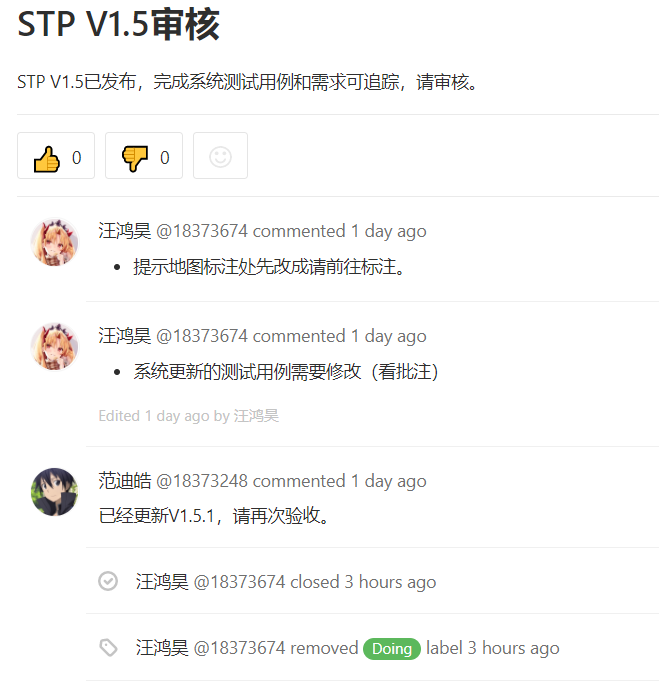 STP V1.5审核
STP V1.5已发布，完成系统测试用例和需求可追踪，请审核。
0 0
汪鸿昊 @18373674 commented 1 day ago
• 提示地图标注处先改成请前往标注。
汪鸿昊 @18373674 commented 1 day ago
• 系统更新的测试用例需要修改（看批注）
Edited 1 day ago by 汪鸿昊
范迪皓 @18373248 commented 1 day ago
已经更新V1.5.1，请再次验收。
汪鸿昊 @18373674 closed 3 hours ago
汪鸿昊 @18373674 removed Doing label 3 hours ago